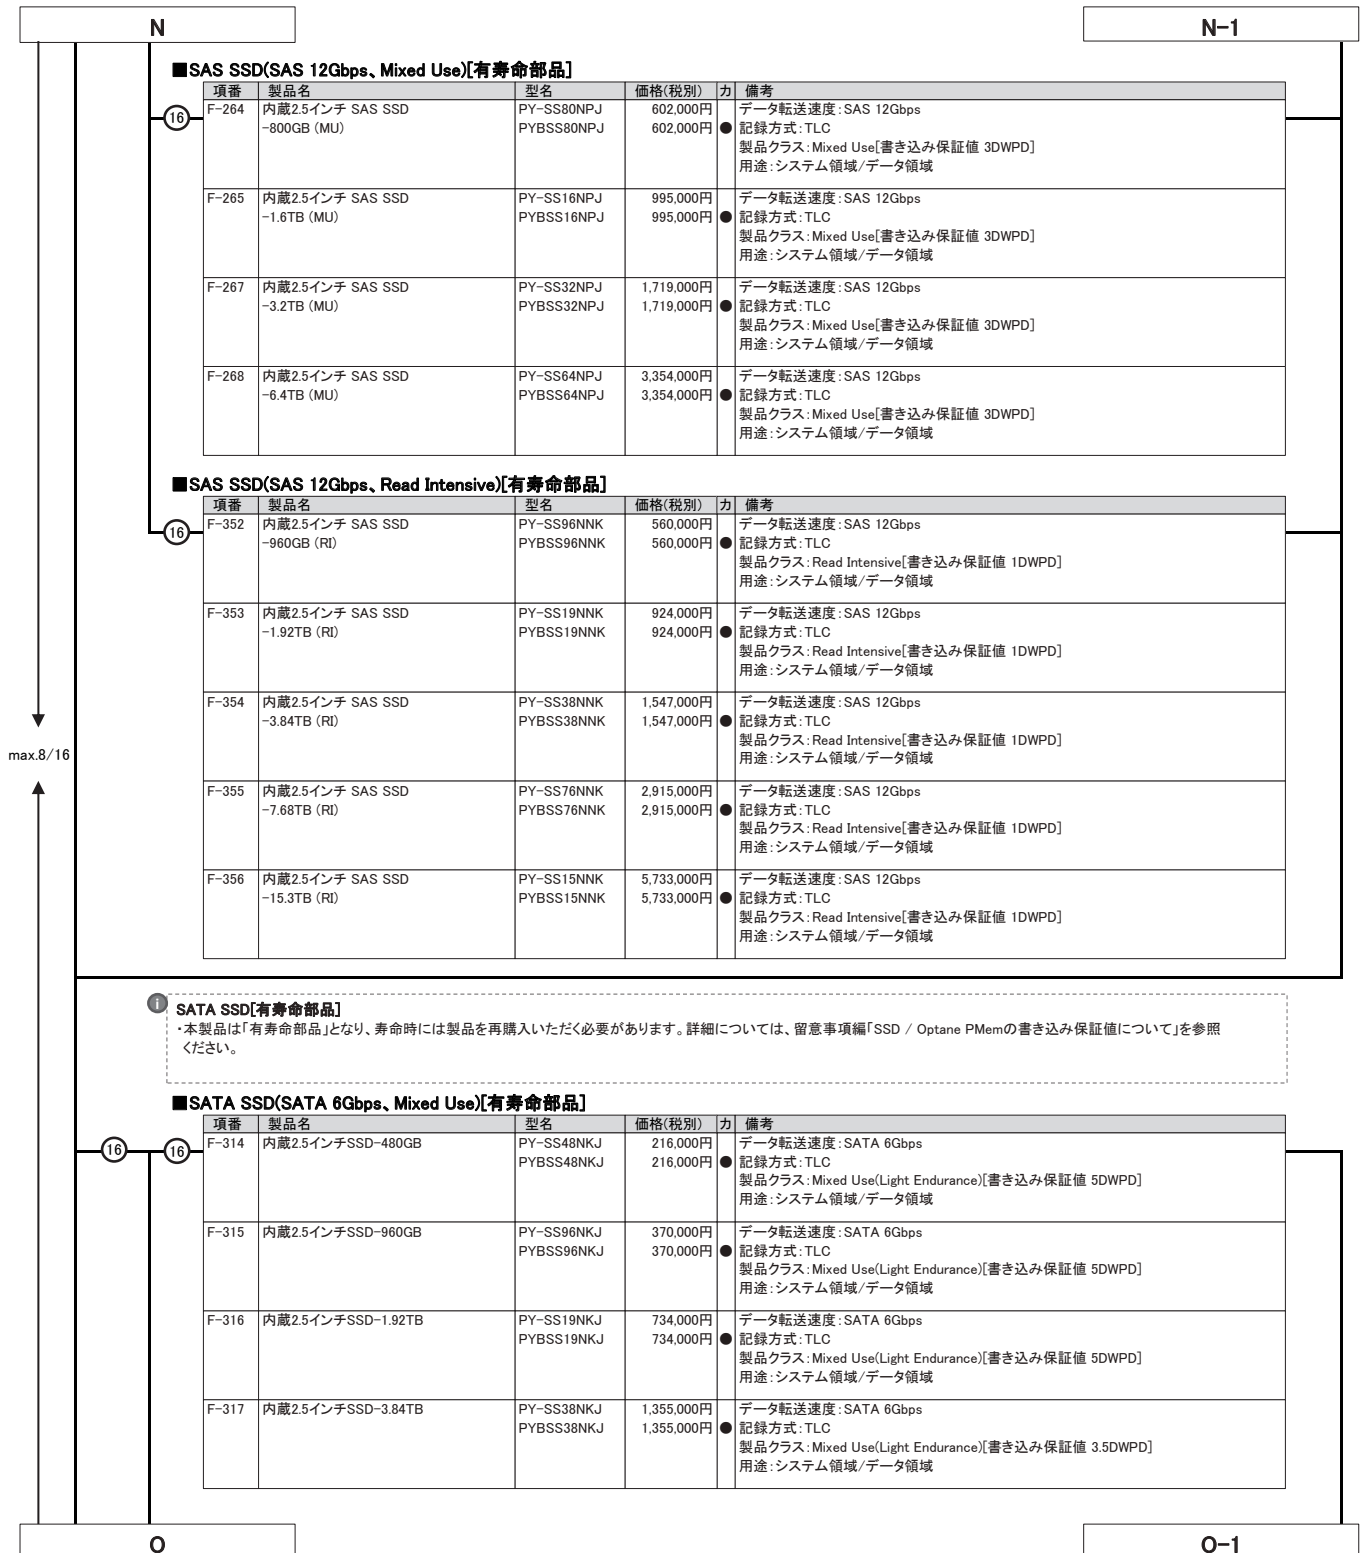 N
N-1
■SAS SSD(SAS 12Gbps、Mixed Use)[有寿命部品]
項番 製品名 型名 価格(税別) カ 備考
16
F-264 内蔵2.5インチ SAS SSD PY-SS80NPJ 602,000円 データ転送速度:SAS 12Gbps
-800GB (MU) PYBSS80NPJ 602,000円 ● 記録方式:TLC
製品クラス:Mixed Use[書き込み保証値 3DWPD]
用途:システム領域/データ領域
F-265 内蔵2.5インチ SAS SSD PY-SS16NPJ 995,000円 データ転送速度:SAS 12Gbps
-1.6TB (MU) PYBSS16NPJ 995,000円 ● 記録方式:TLC
製品クラス:Mixed Use[書き込み保証値 3DWPD]
用途:システム領域/データ領域
F-267 内蔵2.5インチ SAS SSD PY-SS32NPJ 1,719,000円 データ転送速度:SAS 12Gbps
-3.2TB (MU) PYBSS32NPJ 1,719,000円 ● 記録方式:TLC
製品クラス:Mixed Use[書き込み保証値 3DWPD]
用途:システム領域/データ領域
F-268 内蔵2.5インチ SAS SSD PY-SS64NPJ 3,354,000円 データ転送速度:SAS 12Gbps
-6.4TB (MU) PYBSS64NPJ 3,354,000円 ● 記録方式:TLC
製品クラス:Mixed Use[書き込み保証値 3DWPD]
用途:システム領域/データ領域
■SAS SSD(SAS 12Gbps、Read Intensive)[有寿命部品]
項番 製品名 型名 価格(税別) カ 備考
16
F-352 内蔵2.5インチ SAS SSD PY-SS96NNK 560,000円 データ転送速度:SAS 12Gbps
-960GB (RI) PYBSS96NNK 560,000円 ● 記録方式:TLC
製品クラス:Read Intensive[書き込み保証値 1DWPD]
用途:システム領域/データ領域
F-353 内蔵2.5インチ SAS SSD PY-SS19NNK 924,000円 データ転送速度:SAS 12Gbps
-1.92TB (RI) PYBSS19NNK 924,000円 ● 記録方式:TLC
製品クラス:Read Intensive[書き込み保証値 1DWPD]
用途:システム領域/データ領域
F-354 内蔵2.5インチ SAS SSD PY-SS38NNK 1,547,000円 データ転送速度:SAS 12Gbps
-3.84TB (RI) PYBSS38NNK 1,547,000円 ● 記録方式:TLC
製品クラス:Read Intensive[書き込み保証値 1DWPD]
用途:システム領域/データ領域
max.8/16
F-355 内蔵2.5インチ SAS SSD PY-SS76NNK 2,915,000円 データ転送速度:SAS 12Gbps
-7.68TB (RI) PYBSS76NNK 2,915,000円 ● 記録方式:TLC
製品クラス:Read Intensive[書き込み保証値 1DWPD]
用途:システム領域/データ領域
F-356 内蔵2.5インチ SAS SSD PY-SS15NNK 5,733,000円 データ転送速度:SAS 12Gbps
-15.3TB (RI) PYBSS15NNK 5,733,000円 ● 記録方式:TLC
製品クラス:Read Intensive[書き込み保証値 1DWPD]
用途:システム領域/データ領域
i
SATA SSD[有寿命部品]
・本製品は「有寿命部品」となり、寿命時には製品を再購入いただく必要があります。詳細については、留意事項編「SSD / Optane PMemの書き込み保証値について」を参照
ください。
■SATA SSD(SATA 6Gbps、Mixed Use)[有寿命部品]
項番 製品名 型名 価格(税別) カ 備考
16 16
F-314 内蔵2.5インチSSD-480GB PY-SS48NKJ 216,000円 データ転送速度:SATA 6Gbps
PYBSS48NKJ 216,000円 ● 記録方式:TLC
製品クラス:Mixed Use(Light Endurance)[書き込み保証値 5DWPD]
用途:システム領域/データ領域
F-315 内蔵2.5インチSSD-960GB PY-SS96NKJ 370,000円 データ転送速度:SATA 6Gbps
PYBSS96NKJ 370,000円 ● 記録方式:TLC
製品クラス:Mixed Use(Light Endurance)[書き込み保証値 5DWPD]
用途:システム領域/データ領域
F-316 内蔵2.5インチSSD-1.92TB PY-SS19NKJ 734,000円 データ転送速度:SATA 6Gbps
PYBSS19NKJ 734,000円 ● 記録方式:TLC
製品クラス:Mixed Use(Light Endurance)[書き込み保証値 5DWPD]
用途:システム領域/データ領域
F-317 内蔵2.5インチSSD-3.84TB PY-SS38NKJ 1,355,000円 データ転送速度:SATA 6Gbps
PYBSS38NKJ 1,355,000円 ● 記録方式:TLC
製品クラス:Mixed Use(Light Endurance)[書き込み保証値 3.5DWPD]
用途:システム領域/データ領域
O
O-1